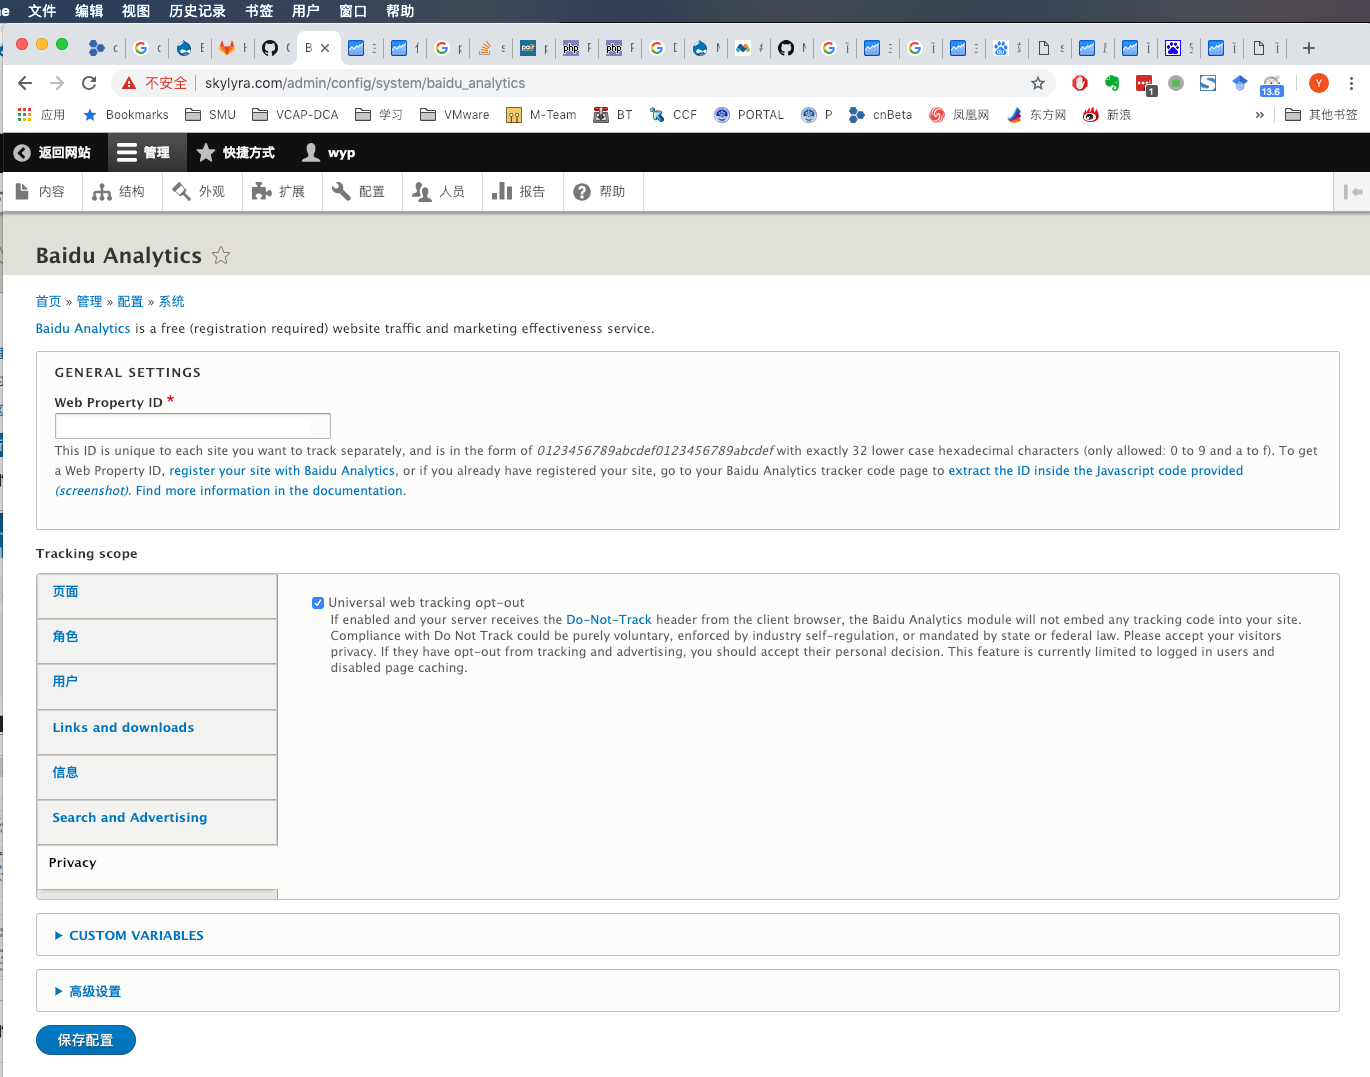 文件 编辑 视图 历史记录 书签 用户 窗口 帮助
B
不安全 skylyra.com/admin/config/system/baidu_analytics
1
13.6
Y
应用 Bookmarks SMU VCAP-DCA 学习 VMware M-Team BT CCF PORTAL P cnBeta 凤凰网 东方网 新浪 » 其他书签
返回网站 管理 快捷方式 wyp
内容 结构 外观 扩展 配置 人员 报告 帮助
Baidu Analytics
首页 » 管理 » 配置 » 系统
Baidu Analytics is a free (registration required) website traffic and marketing effectiveness service.
GENERAL SETTINGS
Web Property ID *
This ID is unique to each site you want to track separately, and is in the form of 0123456789abcdef0123456789abcdef with exactly 32 lower case hexadecimal characters (only allowed: 0 to 9 and a to f). To get
a Web Property ID, register your site with Baidu Analytics, or if you already have registered your site, go to your Baidu Analytics tracker code page to extract the ID inside the Javascript code provided
(screenshot). Find more information in the documentation.
Tracking scope
页面
角色
用户
Links and downloads
信息
Search and Advertising
Privacy
Universal web tracking opt-out
If enabled and your server receives the Do-Not-Track header from the client browser, the Baidu Analytics module will not embed any tracking code into your site.
Compliance with Do Not Track could be purely voluntary, enforced by industry self-regulation, or mandated by state or federal law. Please accept your visitors
privacy. If they have opt-out from tracking and advertising, you should accept their personal decision. This feature is currently limited to logged in users and
disabled page caching.
CUSTOM VARIABLES
高级设置
保存配置